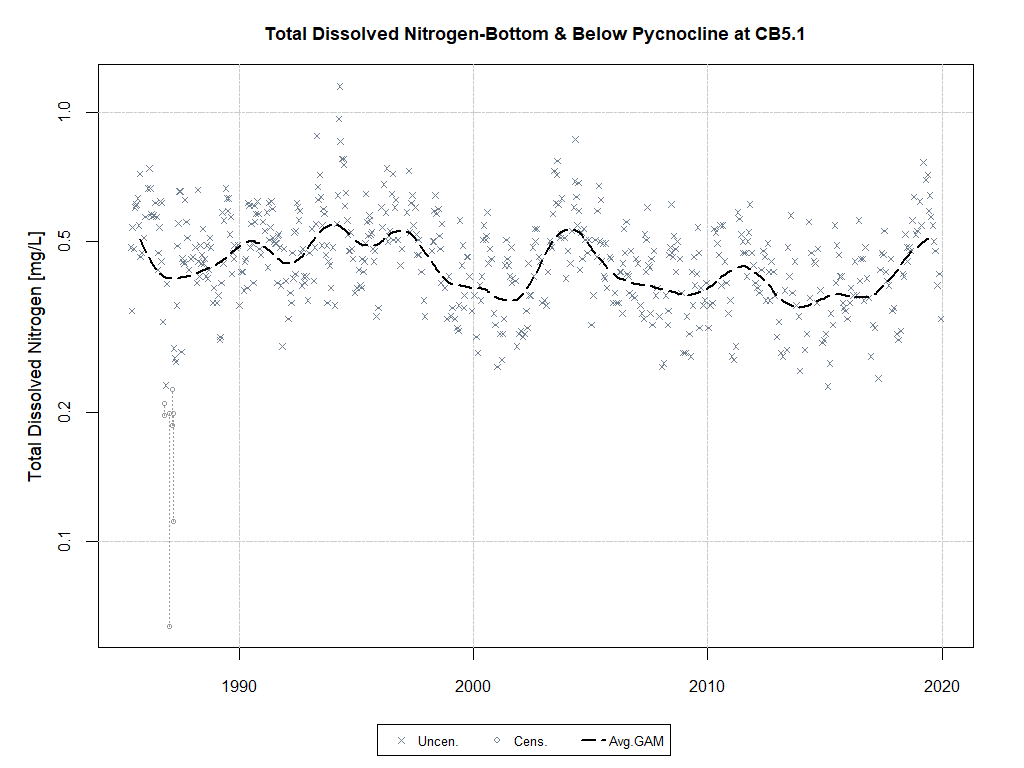 Total Dissolved Nitrogen-Bottom & Below Pycnocline at CB5.1
Total Dissolved Nitrogen [mg/L]
1.0
0.5
0.2
0.1
1990 2000 2010 2020
Uncen. Cens. Avg.GAM